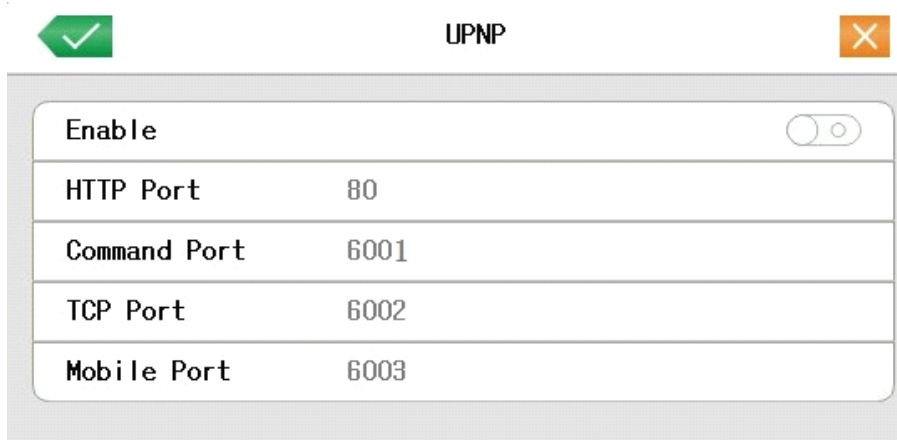 UPNP
Enable
HTTP Port 80
Command Port 6001
TCP Port 6002
Mobile Port 6003